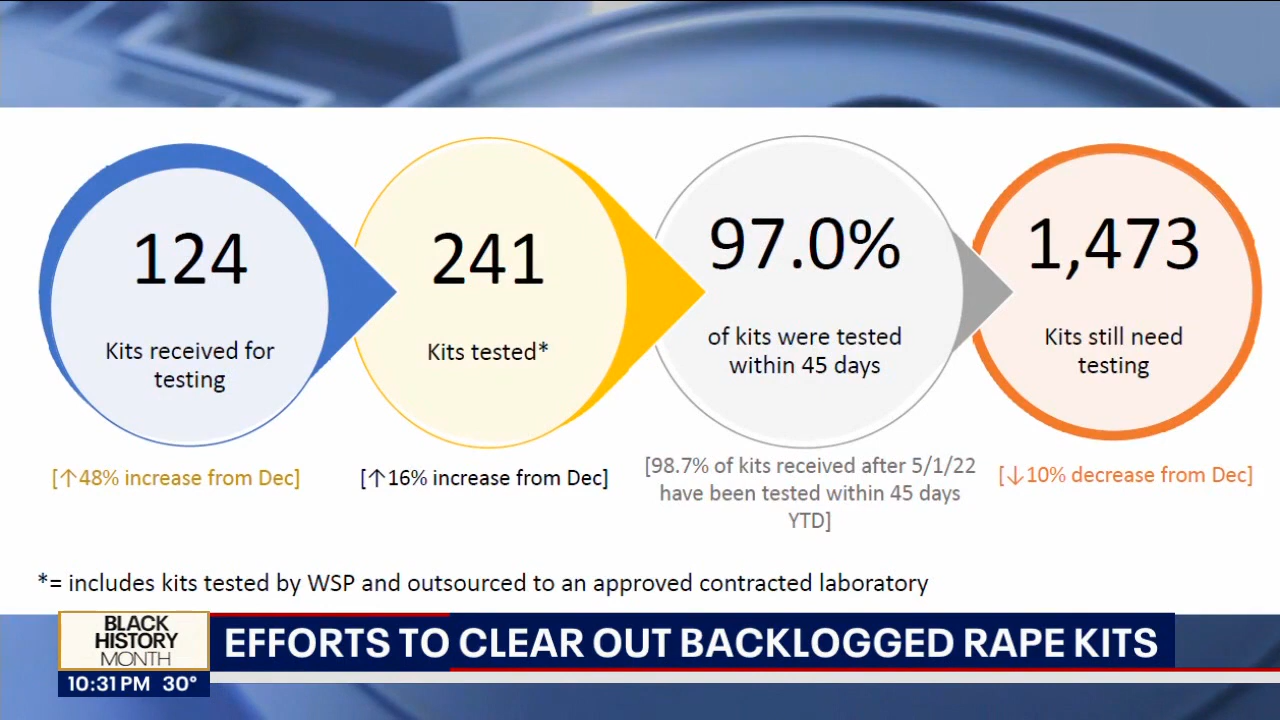 124
Kits received for
testing
[↑48% increase from Dec]
241
Kits tested*
[↑16% increase from Dec]
97.0%
of kits were tested
within 45 days
[98.7% of kits received after 5/1/22
have been tested within 45 days
YTD]
1,473
Kits still need
testing
[↓10% decrease from Dec]
*= includes kits tested by WSP and outsourced to an approved contracted laboratory
BLACK
HISTORY
MONTH
EFFORTS TO CLEAR OUT BACKLOGGED RAPE KITS
10:31 PM 30°